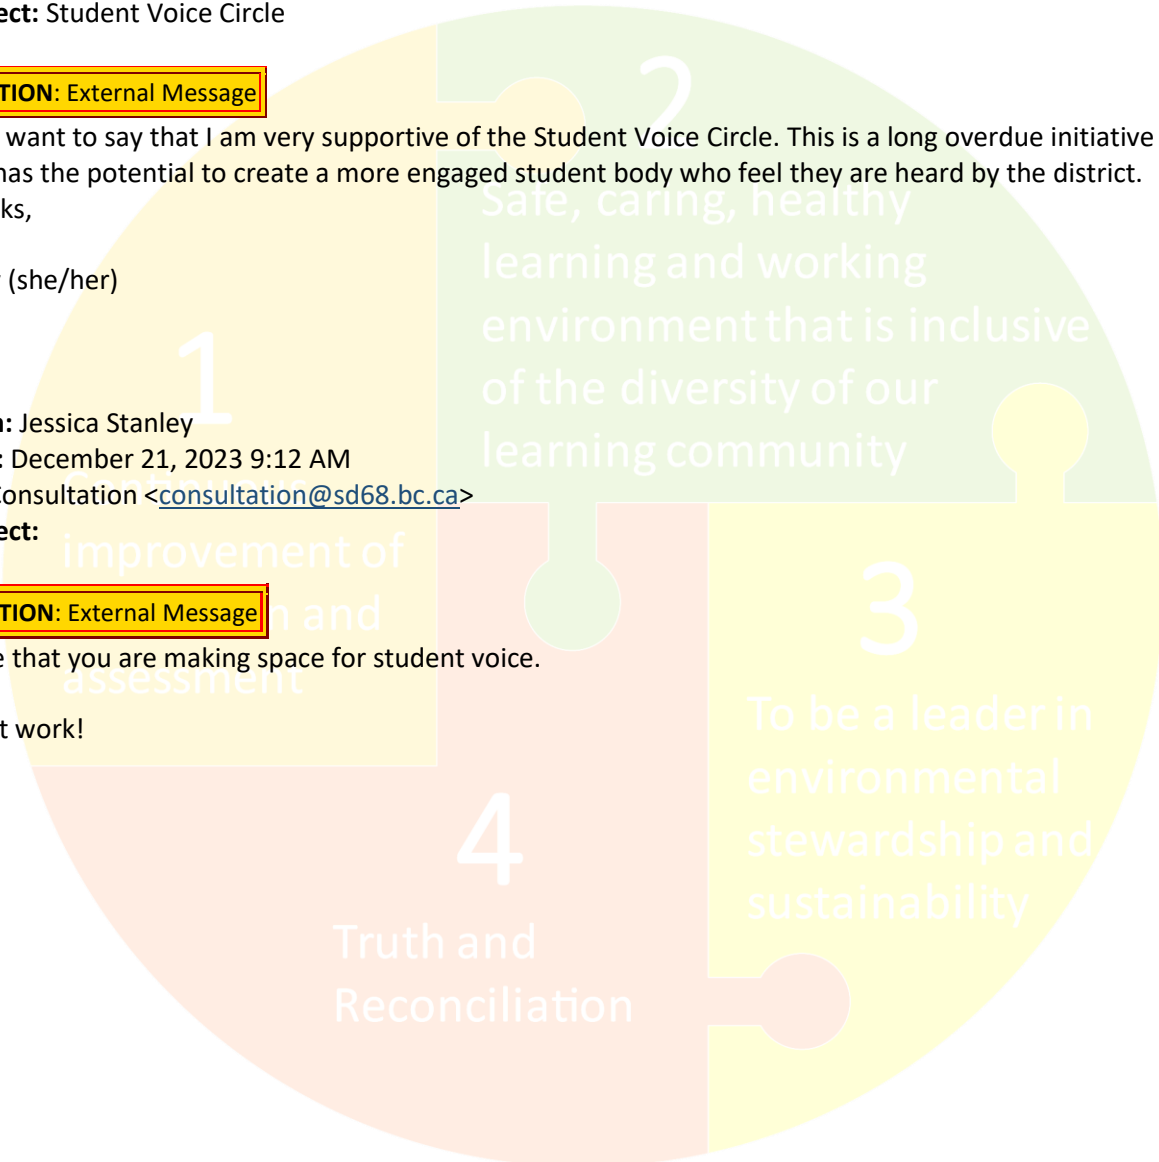 ect: Student Voice Circle
TION: External Message
want to say that I am very supportive of the Student Voice Circle. This is a long overdue initiative
has the potential to create a more engaged student body who feel they are heard by the district.
ks,
(she/her)
n: Jessica Stanley
: December 21, 2023 9:12 AM
Consultation <consultation@sd68.bc.ca>
ect:
TION: External Message
e that you are making space for student voice.
t work!
1
Continuous
improvement of
and
assessment
2
Safe, caring, healthy
learning and working
environment that is inclusive
of the diversity of our
learning community
3
To be a leader in
environmental
stewardship and
sustainability
4
Truth and
Reconciliation